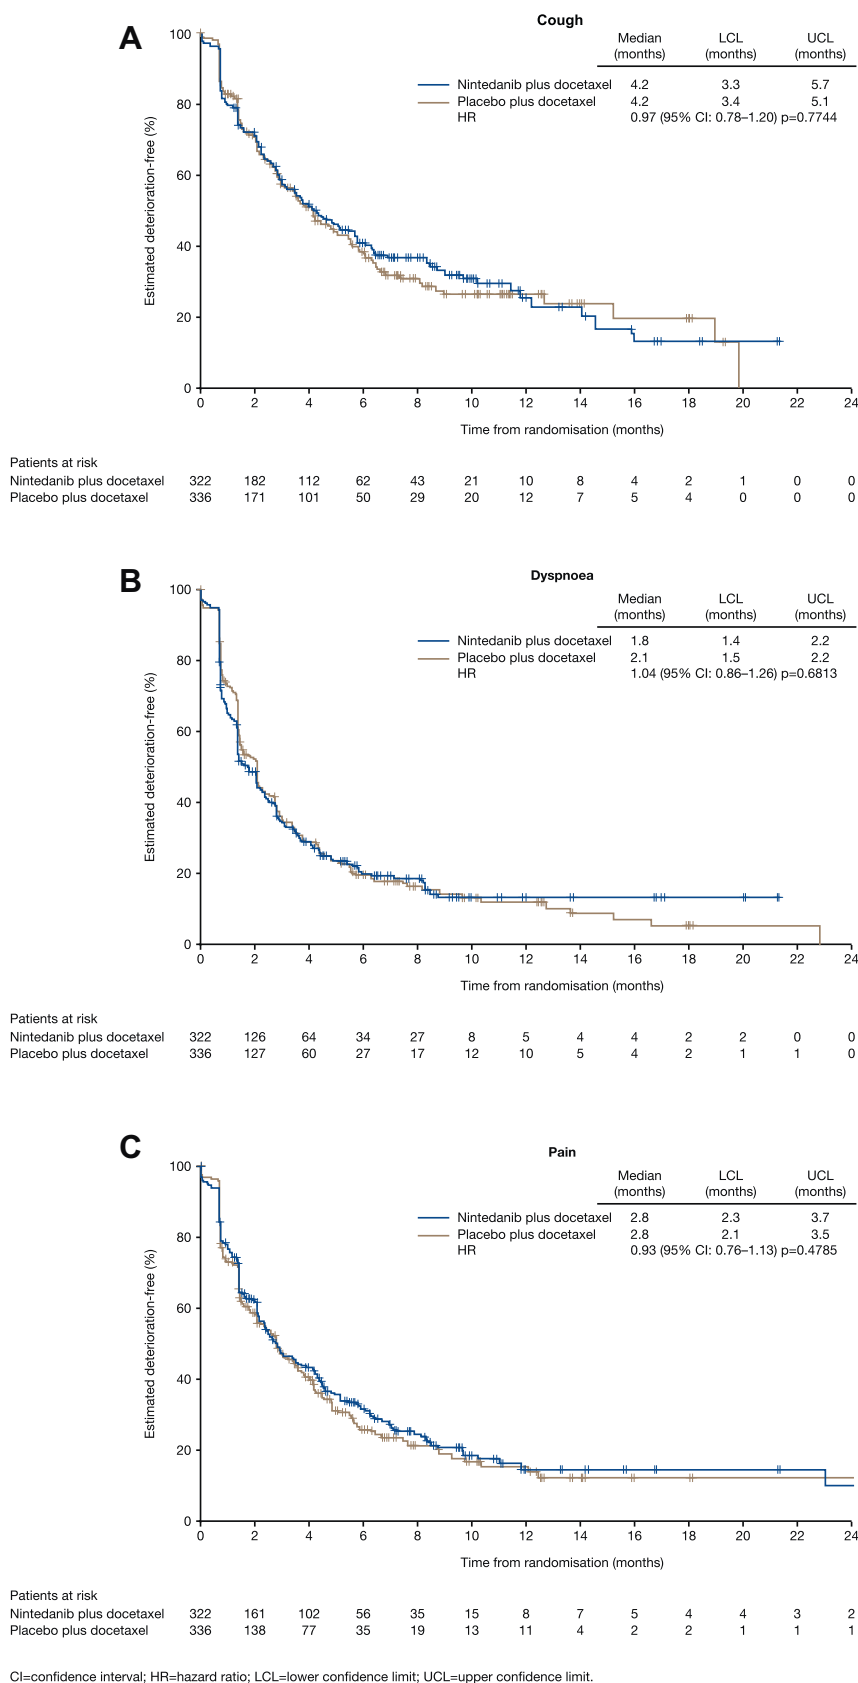 A
Cough
Median LCL UCL
(months) (months) (months)
Nintedanib plus docetaxel 4.2 3.3 5.7
Placebo plus docetaxel 4.2 3.4 5.1
HR 0.97 (95% CI: 0.78–1.20) p=0.7744
Estimated deterioration-free (%)
100
80
60
40
20
0
0 2 4 6 8 10 12 14 16 18 20 22 24
Time from randomisation (months)
Patients at risk
Nintedanib plus docetaxel 322 182 112 62 43 21 10 8 4 2 1 0 0
Placebo plus docetaxel 336 171 101 50 29 20 12 7 5 4 0 0 0
B
Dyspnoea
Median LCL UCL
(months) (months) (months)
Nintedanib plus docetaxel 1.8 1.4 2.2
Placebo plus docetaxel 2.1 1.5 2.2
HR 1.04 (95% CI: 0.86–1.26) p=0.6813
Estimated deterioration-free (%)
100
80
60
40
20
0
0 2 4 6 8 10 12 14 16 18 20 22 24
Time from randomisation (months)
Patients at risk
Nintedanib plus docetaxel 322 126 64 34 27 8 5 4 4 2 2 0 0
Placebo plus docetaxel 336 127 60 27 17 12 10 5 4 2 1 1 0
C
Pain
Median LCL UCL
(months) (months) (months)
Nintedanib plus docetaxel 2.8 2.3 3.7
Placebo plus docetaxel 2.8 2.1 3.5
HR 0.93 (95% CI: 0.76–1.13) p=0.4785
Estimated deterioration-free (%)
100
80
60
40
20
0
0 2 4 6 8 10 12 14 16 18 20 22 24
Time from randomisation (months)
Patients at risk
Nintedanib plus docetaxel 322 161 102 56 35 15 8 7 5 4 4 3 2
Placebo plus docetaxel 336 138 77 35 19 13 11 4 2 2 1 1 1
CI=confidence interval; HR=hazard ratio; LCL=lower confidence limit; UCL=upper confidence limit.